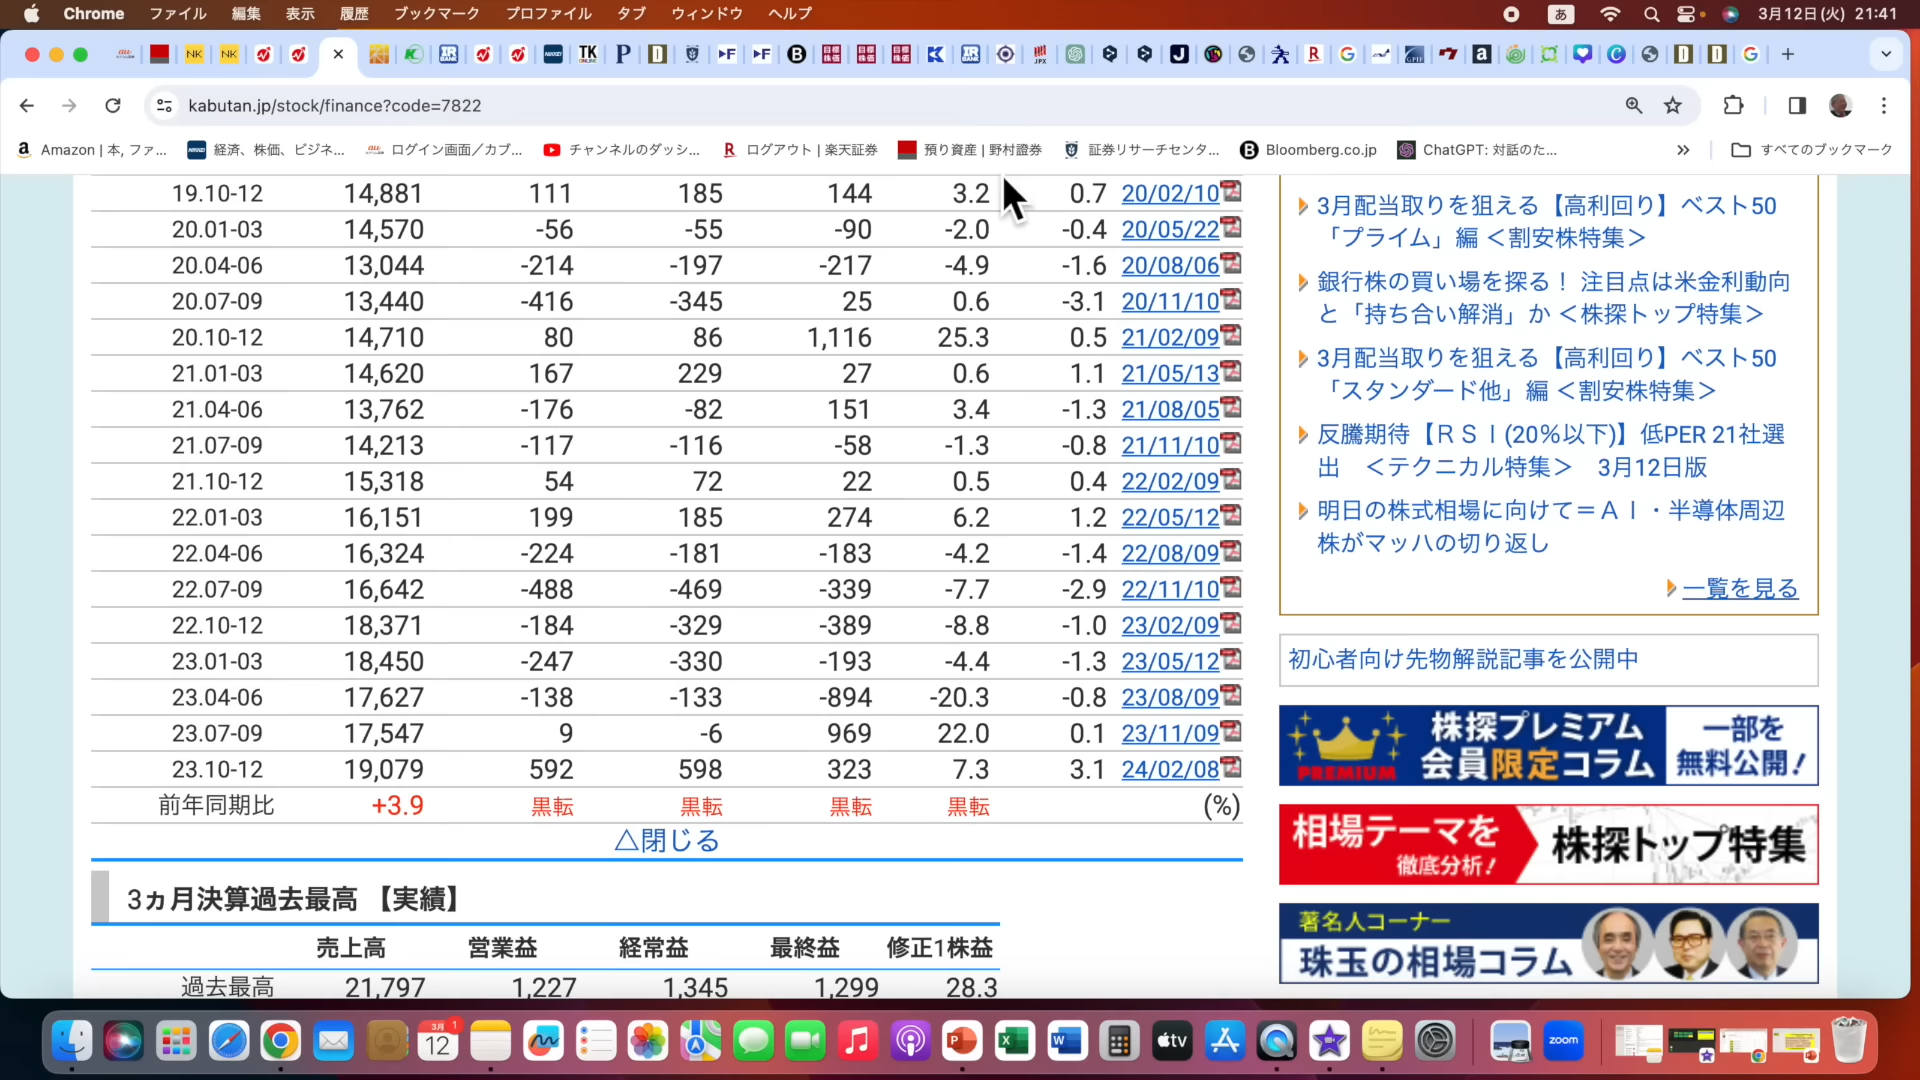 Chrome ファイル 編集 表示 履歴 ブックマーク プロファイル タブ ウィンドウ ヘルプ あ 3月12日(火) 21:41
kabutan.jp/stock/finance?code=7822
Amazon | 本, ファ... 経済、株価、ビジネ... ログイン画面／カブ... チャンネルのダッシ... ログアウト | 楽天証券 預り資産 | 野村證券 証券リサーチセンタ... Bloomberg.co.jp ChatGPT: 対話のた... » すべてのブックマーク
19.10-12 14,881 111 185 144 3.2 0.7 20/02/10
20.01-03 14,570 -56 -55 -90 -2.0 -0.4 20/05/22
20.04-06 13,044 -214 -197 -217 -4.9 -1.6 20/08/06
20.07-09 13,440 -416 -345 25 0.6 -3.1 20/11/10
20.10-12 14,710 80 86 1,116 25.3 0.5 21/02/09
21.01-03 14,620 167 229 27 0.6 1.1 21/05/13
21.04-06 13,762 -176 -82 151 3.4 -1.3 21/08/05
21.07-09 14,213 -117 -116 -58 -1.3 -0.8 21/11/10
21.10-12 15,318 54 72 22 0.5 0.4 22/02/09
22.01-03 16,151 199 185 274 6.2 1.2 22/05/12
22.04-06 16,324 -224 -181 -183 -4.2 -1.4 22/08/09
22.07-09 16,642 -488 -469 -339 -7.7 -2.9 22/11/10
22.10-12 18,371 -184 -329 -389 -8.8 -1.0 23/02/09
23.01-03 18,450 -247 -330 -193 -4.4 -1.3 23/05/12
23.04-06 17,627 -138 -133 -894 -20.3 -0.8 23/08/09
23.07-09 17,547 9 -6 969 22.0 0.1 23/11/09
23.10-12 19,079 592 598 323 7.3 3.1 24/02/08
前年同期比 +3.9 黒転 黒転 黒転 黒転 (%)
△閉じる
3ヵ月決算過去最高 【実績】
売上高 営業益 経常益 最終益 修正1株益
過去最高 21,797 1,227 1,345 1,299 28.3
3月配当取りを狙える【高利回り】ベスト50
「プライム」編 ＜割安株特集＞
銀行株の買い場を探る！ 注目点は米金利動向
と「持ち合い解消」か ＜株探トップ特集＞
3月配当取りを狙える【高利回り】ベスト50
「スタンダード他」編 ＜割安株特集＞
反騰期待【ＲＳＩ(20％以下)】低PER 21社選
出 ＜テクニカル特集＞ 3月12日版
明日の株式相場に向けて＝ＡＩ・半導体周辺
株がマッハの切り返し
一覧を見る
初心者向け先物解説記事を公開中
PREMIUM
株探プレミアム
会員限定コラム
一部を
無料公開！
相場テーマを
徹底分析！
株探トップ特集
著名人コーナー
珠玉の相場コラム
3月 1
12
tv
zoom